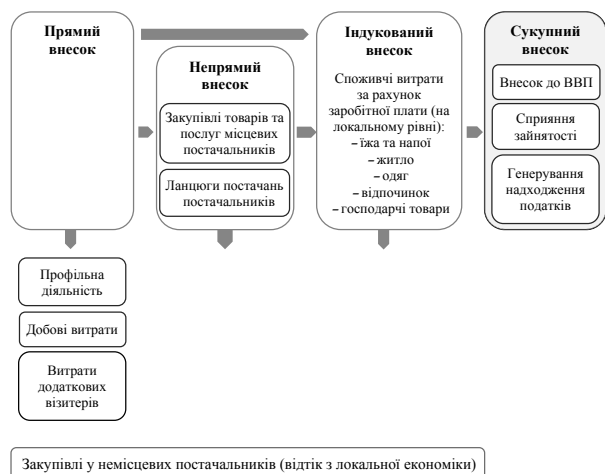 Прямий
внесок
Непрямий
внесок
Закупівлі товарів та
послуг місцевих
постачальників
Ланцюги постачань
постачальників
Індукований
внесок
Споживчі витрати
за рахунок
заробітної плати (на
локальному рівні):
– їжа та напої
– житло
– одяг
– відпочинок
– господарчі товари
Сукупний
внесок
Внесок до ВВП
Сприяння
зайнятості
Генерування
надходження
податків
Профільна
діяльність
Добові витрати
Витрати
додаткових
візитерів
Закупівлі у немісцевих постачальників (відтік з локальної економіки)